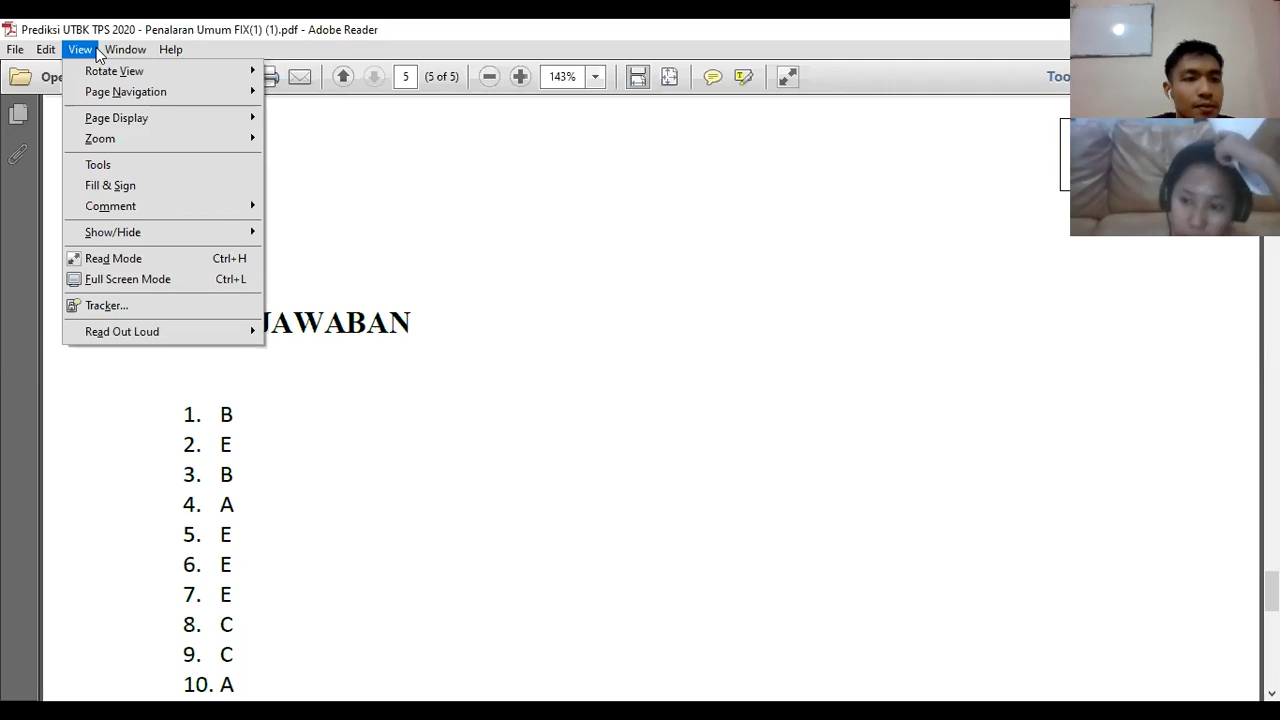 Prediksi UTBK TPS 2020 - Penalaran Umum FIX(1) (1).pdf - Adobe Reader
File Edit View Window Help
Ope 5 (5 of 5) 143% Too
Rotate View
Page Navigation
Page Display
Zoom
Tools
Fill & Sign
Comment
Show/Hide
Read Mode Ctrl+H
Full Screen Mode Ctrl+L
Tracker...
Read Out Loud
JAWABAN
1. B
2. E
3. B
4. A
5. E
6. E
7. E
8. C
9. C
10. A